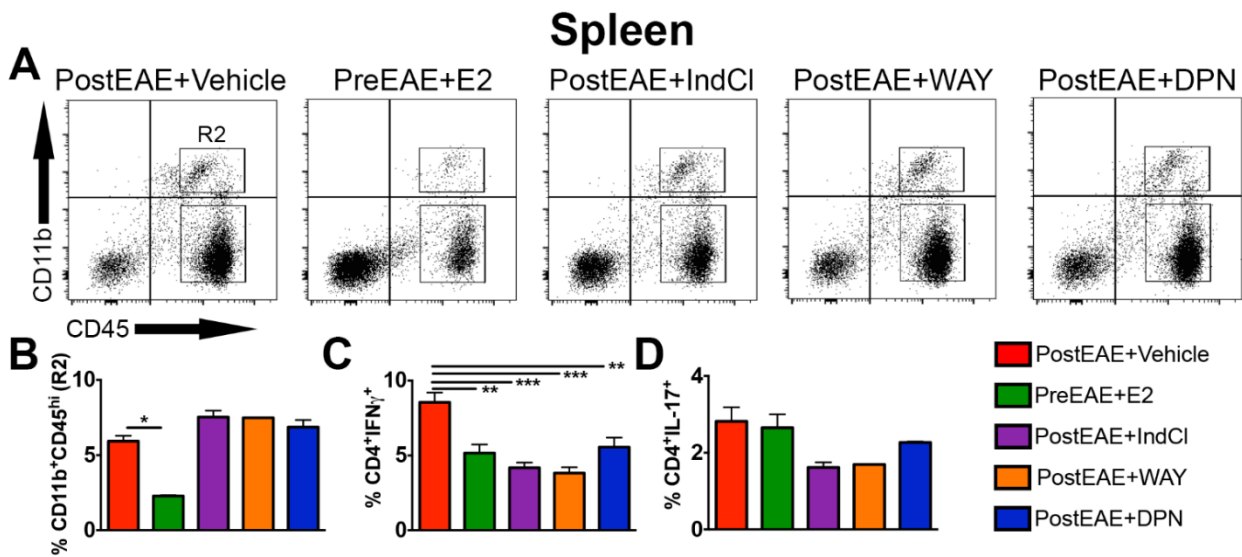 Spleen
A
PostEAE+Vehicle
PreEAE+E2
PostEAE+IndCl
PostEAE+WAY
PostEAE+DPN
R2
CD11b
CD45
B
% CD11b⁺CD45ʰⁱ (R2)
10
5
0
*
C
% CD4⁺IFNγ⁺
10
5
0
**
***
***
**
D
% CD4⁺IL-17⁺
4
2
0
PostEAE+Vehicle
PreEAE+E2
PostEAE+IndCl
PostEAE+WAY
PostEAE+DPN